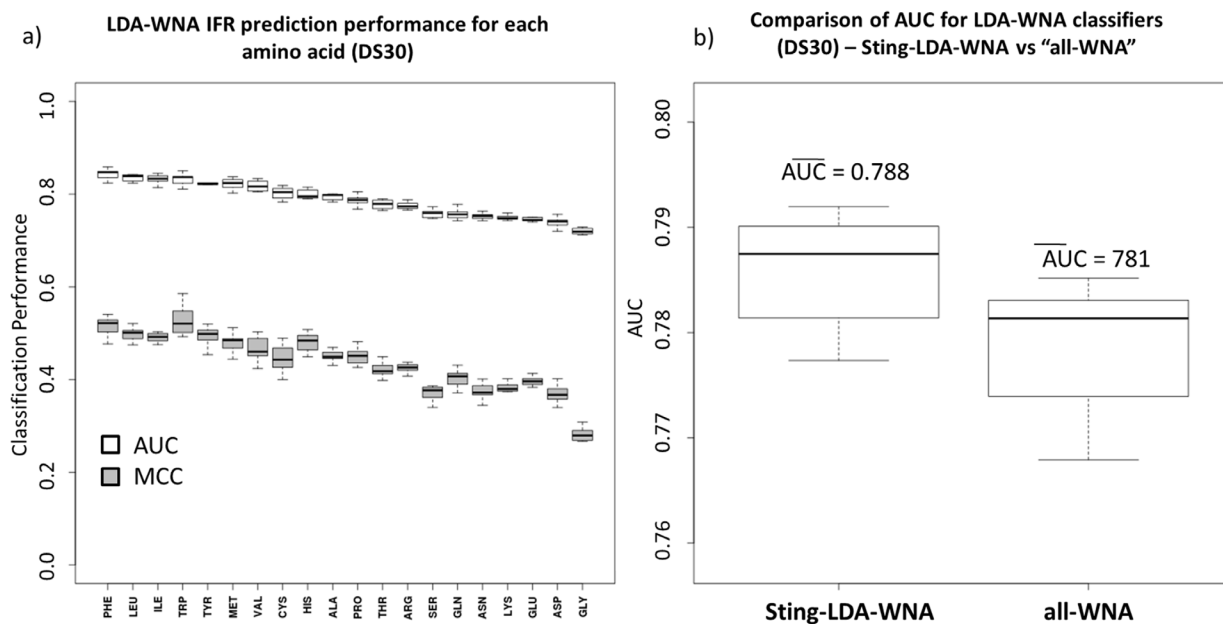 a)
LDA-WNA IFR prediction performance for each
amino acid (DS30)
Classification Performance
1.0
0.8
0.6
0.4
0.2
0.0
AUC
MCC
PHE
LEU
ILE
TRP
TYR
MET
VAL
CYS
HIS
ALA
PRO
THR
ARG
SER
GLN
ASN
LYS
GLU
ASP
GLY
b)
Comparison of AUC for LDA-WNA classifiers
(DS30) – Sting-LDA-WNA vs “all-WNA”
AUC
0.80
0.79
0.78
0.77
0.76
AUC = 0.788
AUC = 781
Sting-LDA-WNA
all-WNA